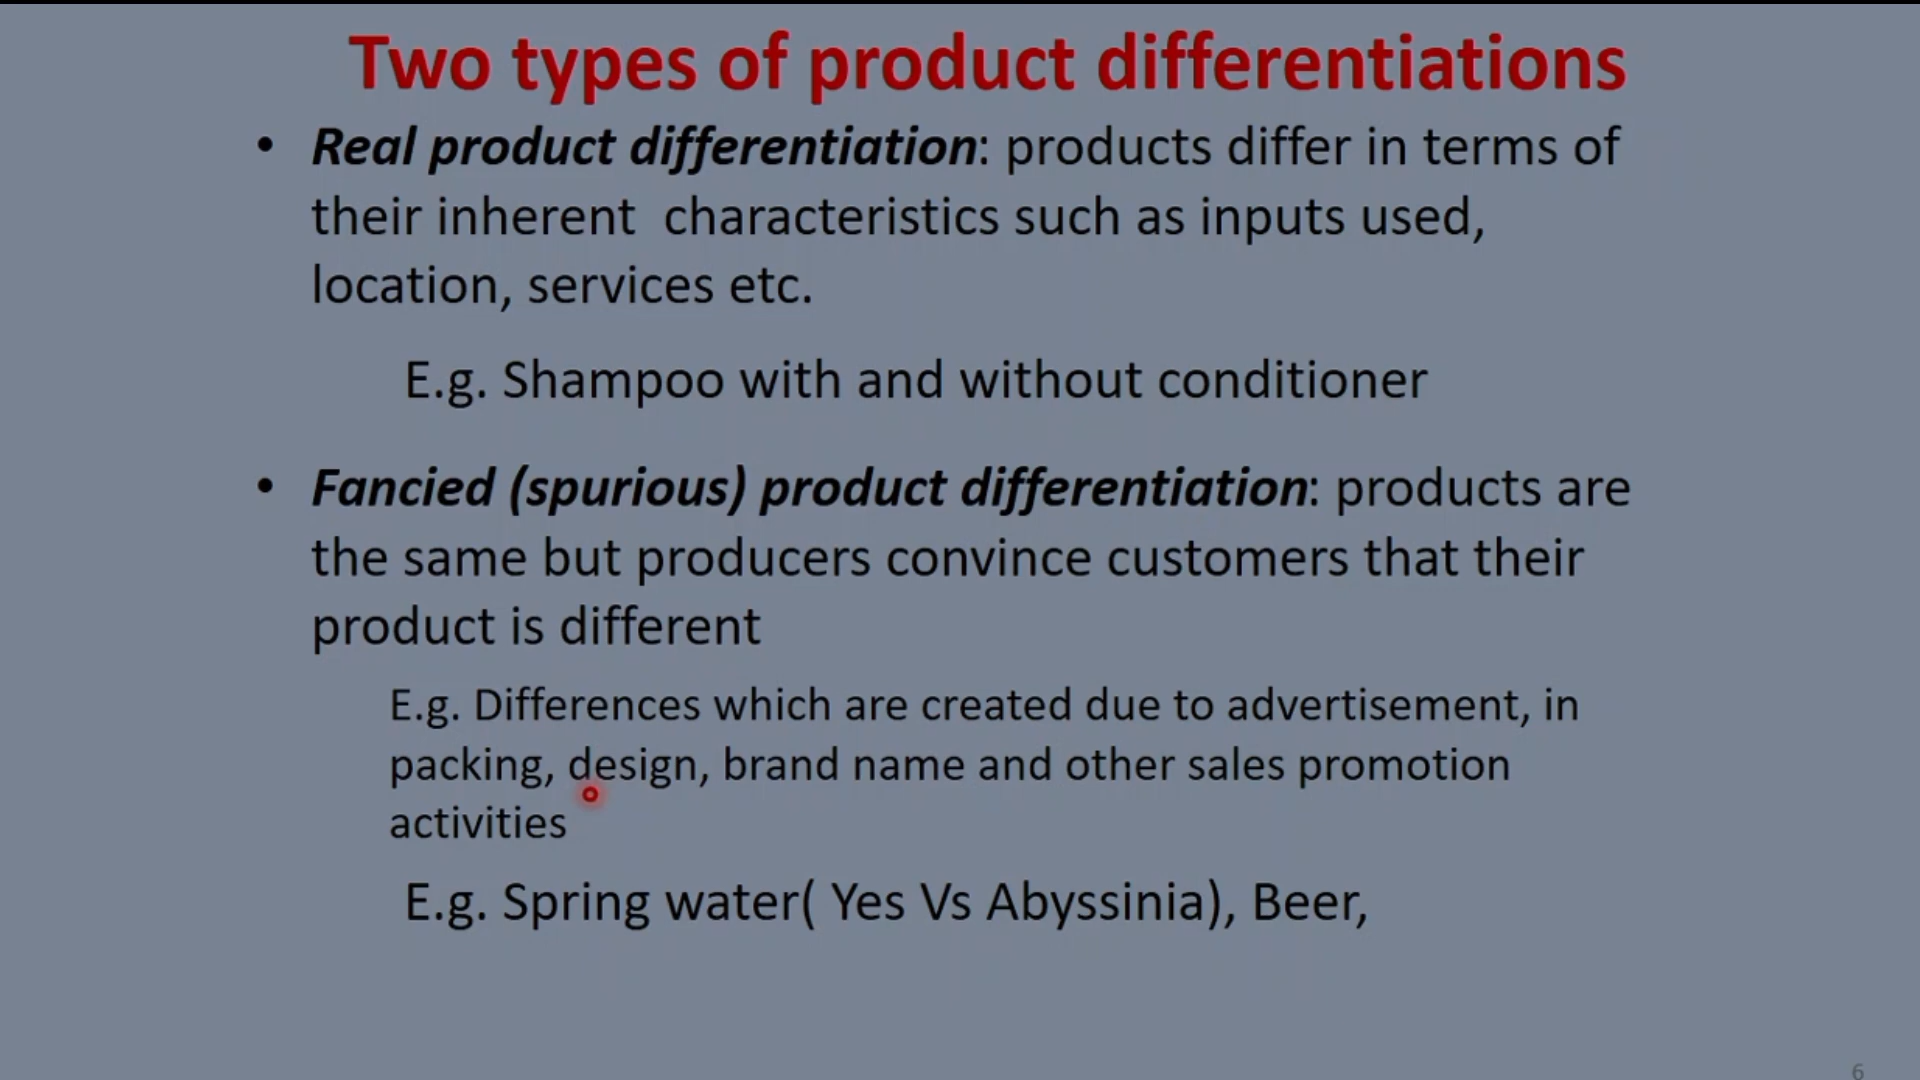 Two types of product differentiations
• Real product differentiation: products differ in terms of
their inherent characteristics such as inputs used,
location, services etc.
E.g. Shampoo with and without conditioner
• Fancied (spurious) product differentiation: products are
the same but producers convince customers that their
product is different
E.g. Differences which are created due to advertisement, in
packing, design, brand name and other sales promotion
activities
E.g. Spring water( Yes Vs Abyssinia), Beer,
6